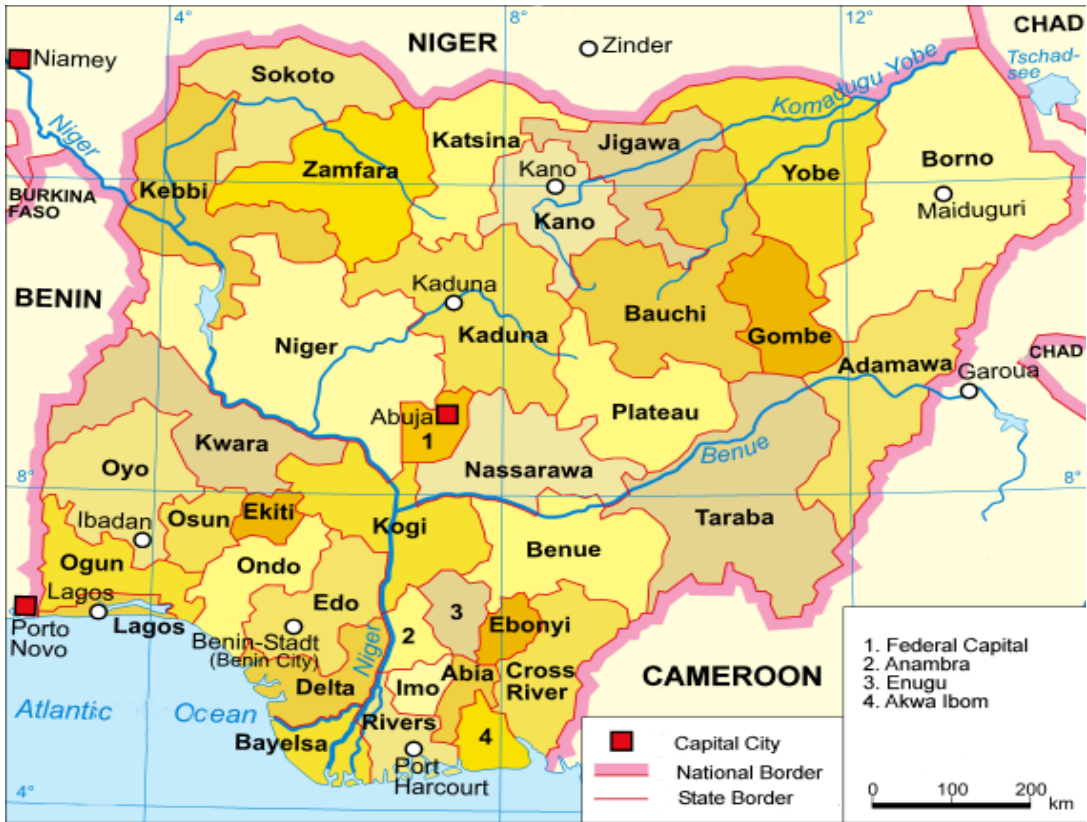 4°
8°
12°
CHAD
NIGER
Zinder
Niamey
Sokoto
Tschad-
see
Komadugu Yobe
Niger
Katsina
Jigawa
Zamfara
Kano
Yobe
Borno
Kebbi
BURKINA
FASO
Kano
Maiduguri
BENIN
Kaduna
Bauchi
Niger
Kaduna
Gombe
CHAD
Adamawa
Garoua
Abuja
1
Plateau
Kwara
Benue
Oyo
Nassarawa
8°
8°
Ibadan
Osun
Ekiti
Kogi
Taraba
Benue
Ogun
Ondo
Lagos
Edo
3
Lagos
Porto
Novo
Benin-Stadt
(Benin City)
Niger
2
Ebonyi
Abia
Cross
River
CAMEROON
Delta
Imo
Atlantic Ocean
Rivers
Bayelsa
4
Port
Harcourt
4°
4°
8°
12°
1. Federal Capital
2. Anambra
3. Enugu
4. Akwa Ibom
Capital City
National Border
State Border
0 100 200
km